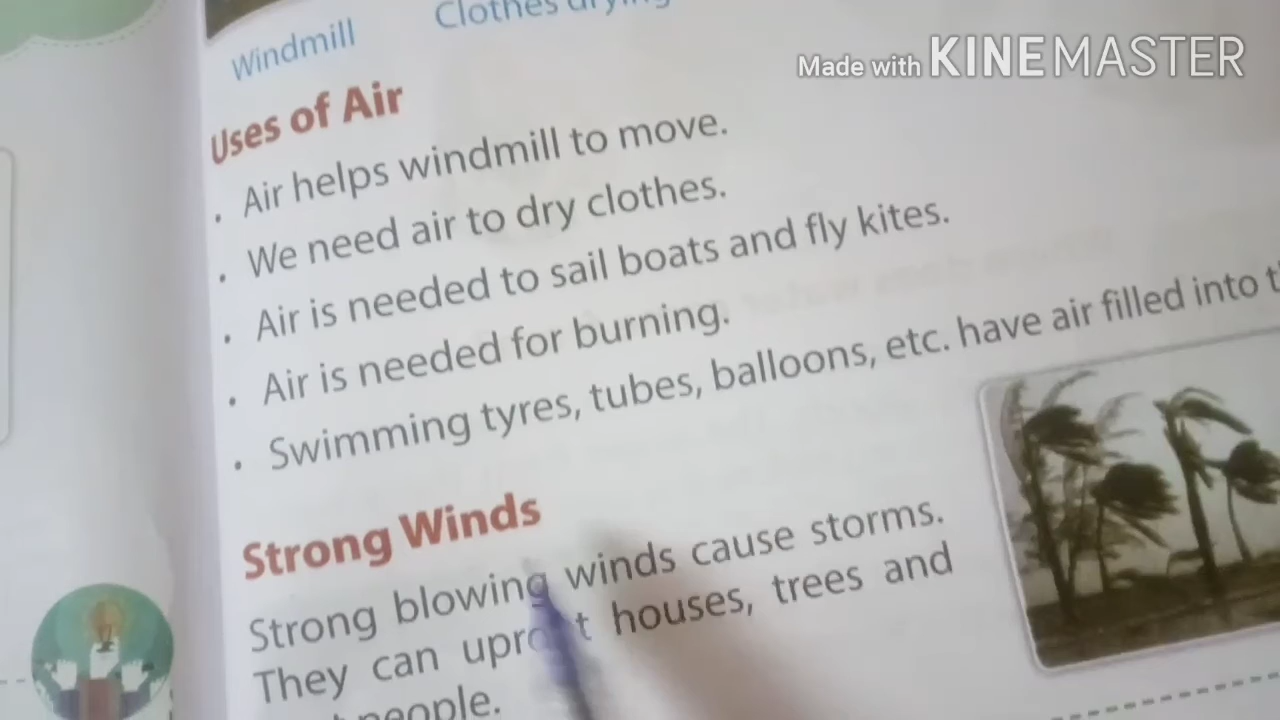 Windmill Clothes drying
Made with KINEMASTER
Uses of Air
. Air helps windmill to move.
. We need air to dry clothes.
. Air is needed to sail boats and fly kites.
. Air is needed for burning.
. Swimming tyres, tubes, balloons, etc. have air filled into
Strong Winds
Strong blowing winds cause storms.
They can uproot houses, trees and
people.